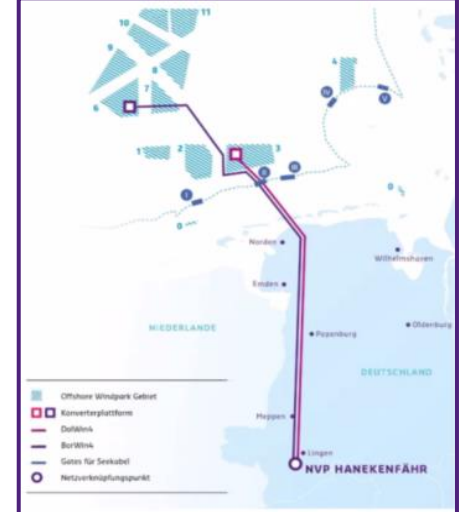 11
10
9
8
7
6
4
IV
V
1
2
3
II
III
I
0
0
Norden
Wilhelmshaven
Emden
NIEDERLANDE
Papenburg
Oldenburg
DEUTSCHLAND
Meppen
Lingen
NVP HANEKENFÄHR
Offshore Windpark Gebiet
Konverterplattform
DolWin4
BorWin4
Gates für Seekabel
Netzverknüpfungspunkt